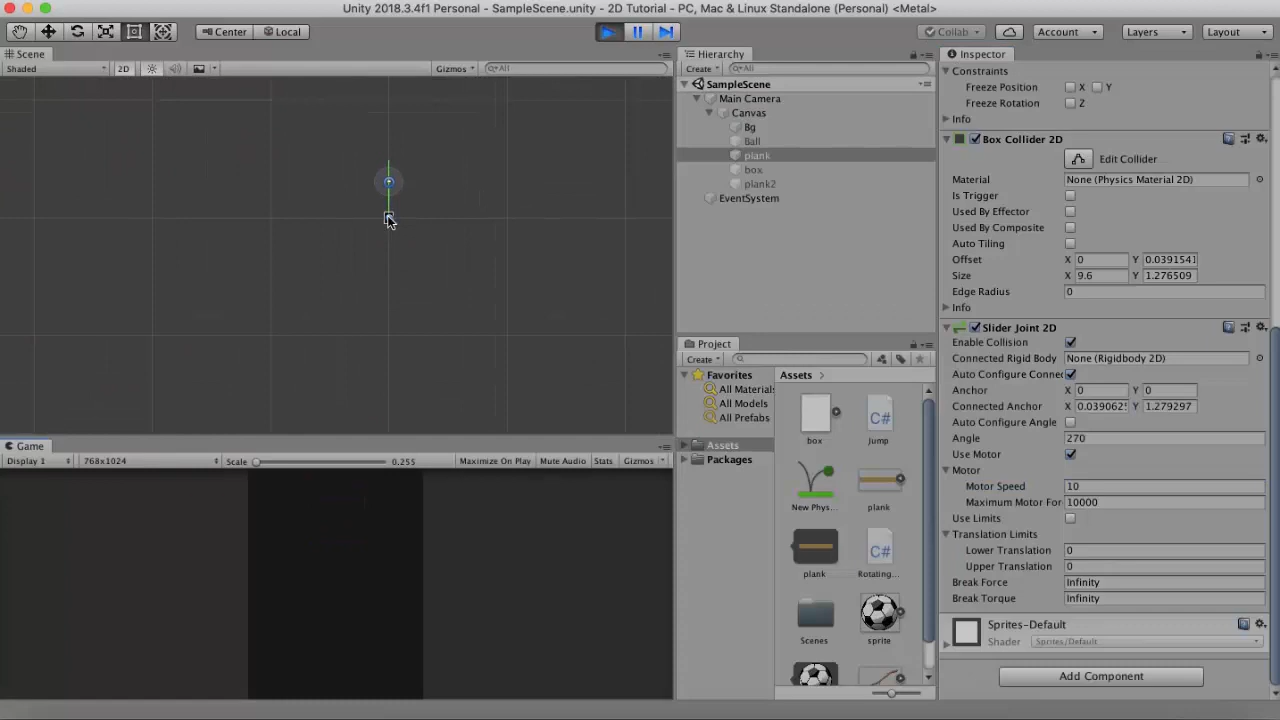 Unity 2018.3.4f1 Personal - SampleScene.unity - 2D Tutorial - PC, Mac & Linux Standalone (Personal) <Metal>
Center Local Collab Account Layers Layout
Scene
Shaded 2D Gizmos All
Hierarchy
Create All
SampleScene
Main Camera
Canvas
Bg
Ball
plank
box
plank2
EventSystem
Project
Create
Favorites
All Materials
All Models
All Prefabs
Assets
Packages
Assets
box jump
New Phys... plank
plank Rotating...
Scenes sprite
Game
Display 1 768x1024 Scale 0.255 Maximize On Play Mute Audio Stats Gizmos
Inspector
Constraints
Freeze Position X Y
Freeze Rotation Z
Info
Box Collider 2D
Edit Collider
Material None (Physics Material 2D)
Is Trigger
Used By Effector
Used By Composite
Auto Tiling
Offset X 0 Y 0.0391541
Size X 9.6 Y 1.276509
Edge Radius 0
Info
Slider Joint 2D
Enable Collision
Connected Rigid Body None (Rigidbody 2D)
Auto Configure Connec
Anchor X 0 Y 0
Connected Anchor X 0.039062 Y 1.279297
Auto Configure Angle
Angle 270
Use Motor
Motor
Motor Speed 10
Maximum Motor For 10000
Use Limits
Translation Limits
Lower Translation 0
Upper Translation 0
Break Force Infinity
Break Torque Infinity
Sprites-Default
Shader Sprites/Default
Add Component